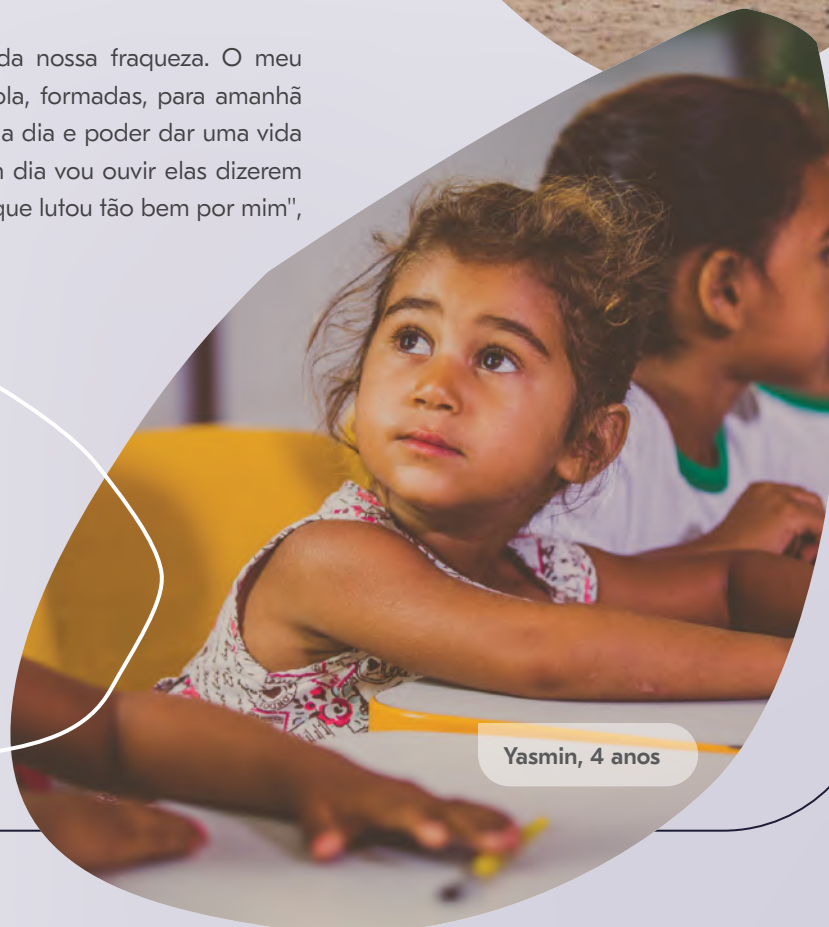 da nossa fraqueza. O meu
ola, formadas, para amanhã
a dia e poder dar uma vida
dia vou ouvir elas dizerem
que lutou tão bem por mim",
Yasmin, 4 anos